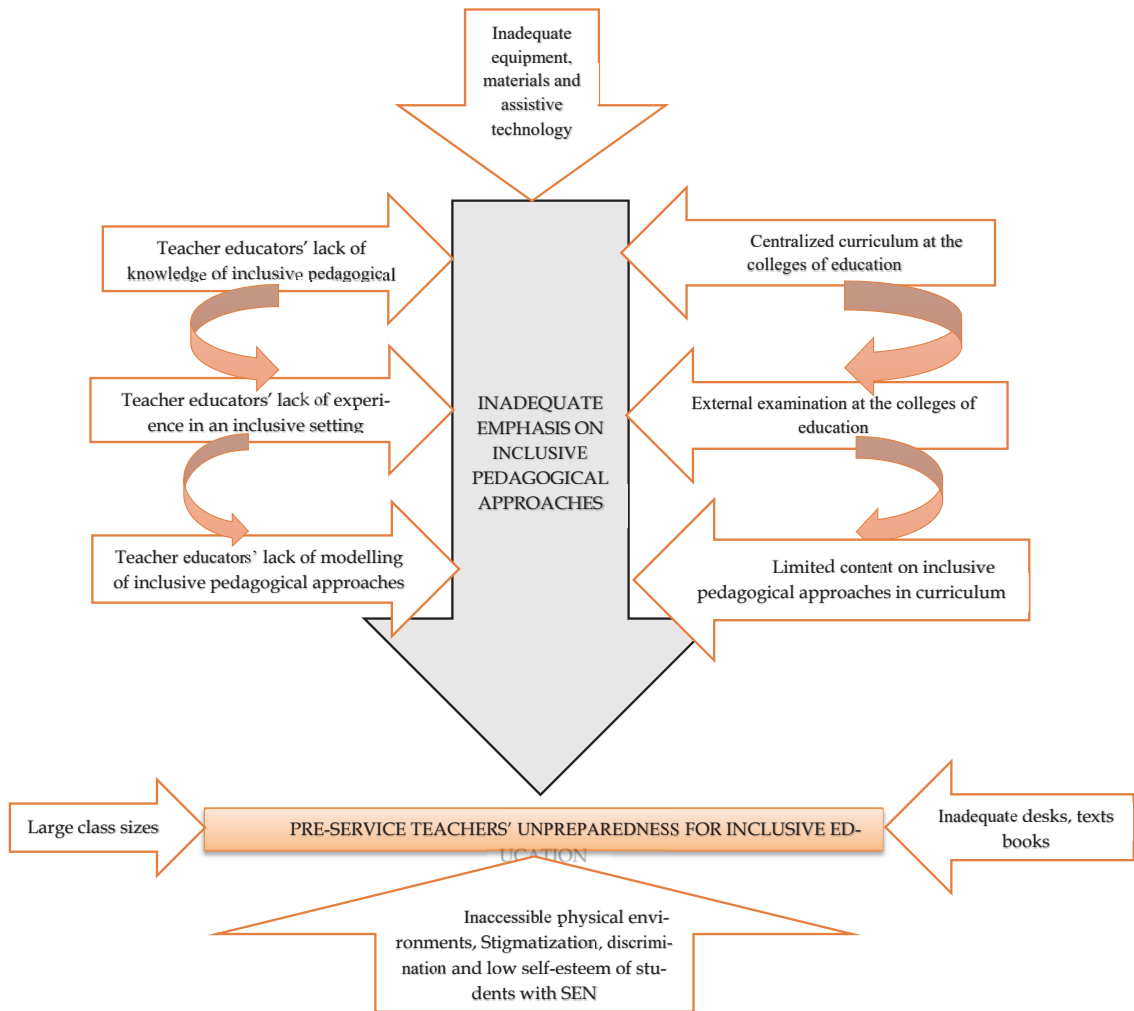 Inadequate
equipment,
materials and
assistive
technology
Teacher educators' lack of
knowledge of inclusive pedagogical
Centralized curriculum at the
colleges of education
Teacher educators' lack of experi-
ence in an inclusive setting
INADEQUATE
EMPHASIS ON
INCLUSIVE
PEDAGOGICAL
APPROACHES
External examination at the colleges of
education
Teacher educators' lack of modelling
of inclusive pedagogical approaches
Limited content on inclusive
pedagogical approaches in curriculum
Large class sizes
PRE-SERVICE TEACHERS' UNPREPAREDNESS FOR INCLUSIVE ED-
UCATION
Inadequate desks, texts
books
Inaccessible physical envi-
ronments, Stigmatization, discrimi-
nation and low self-esteem of stu-
dents with SEN